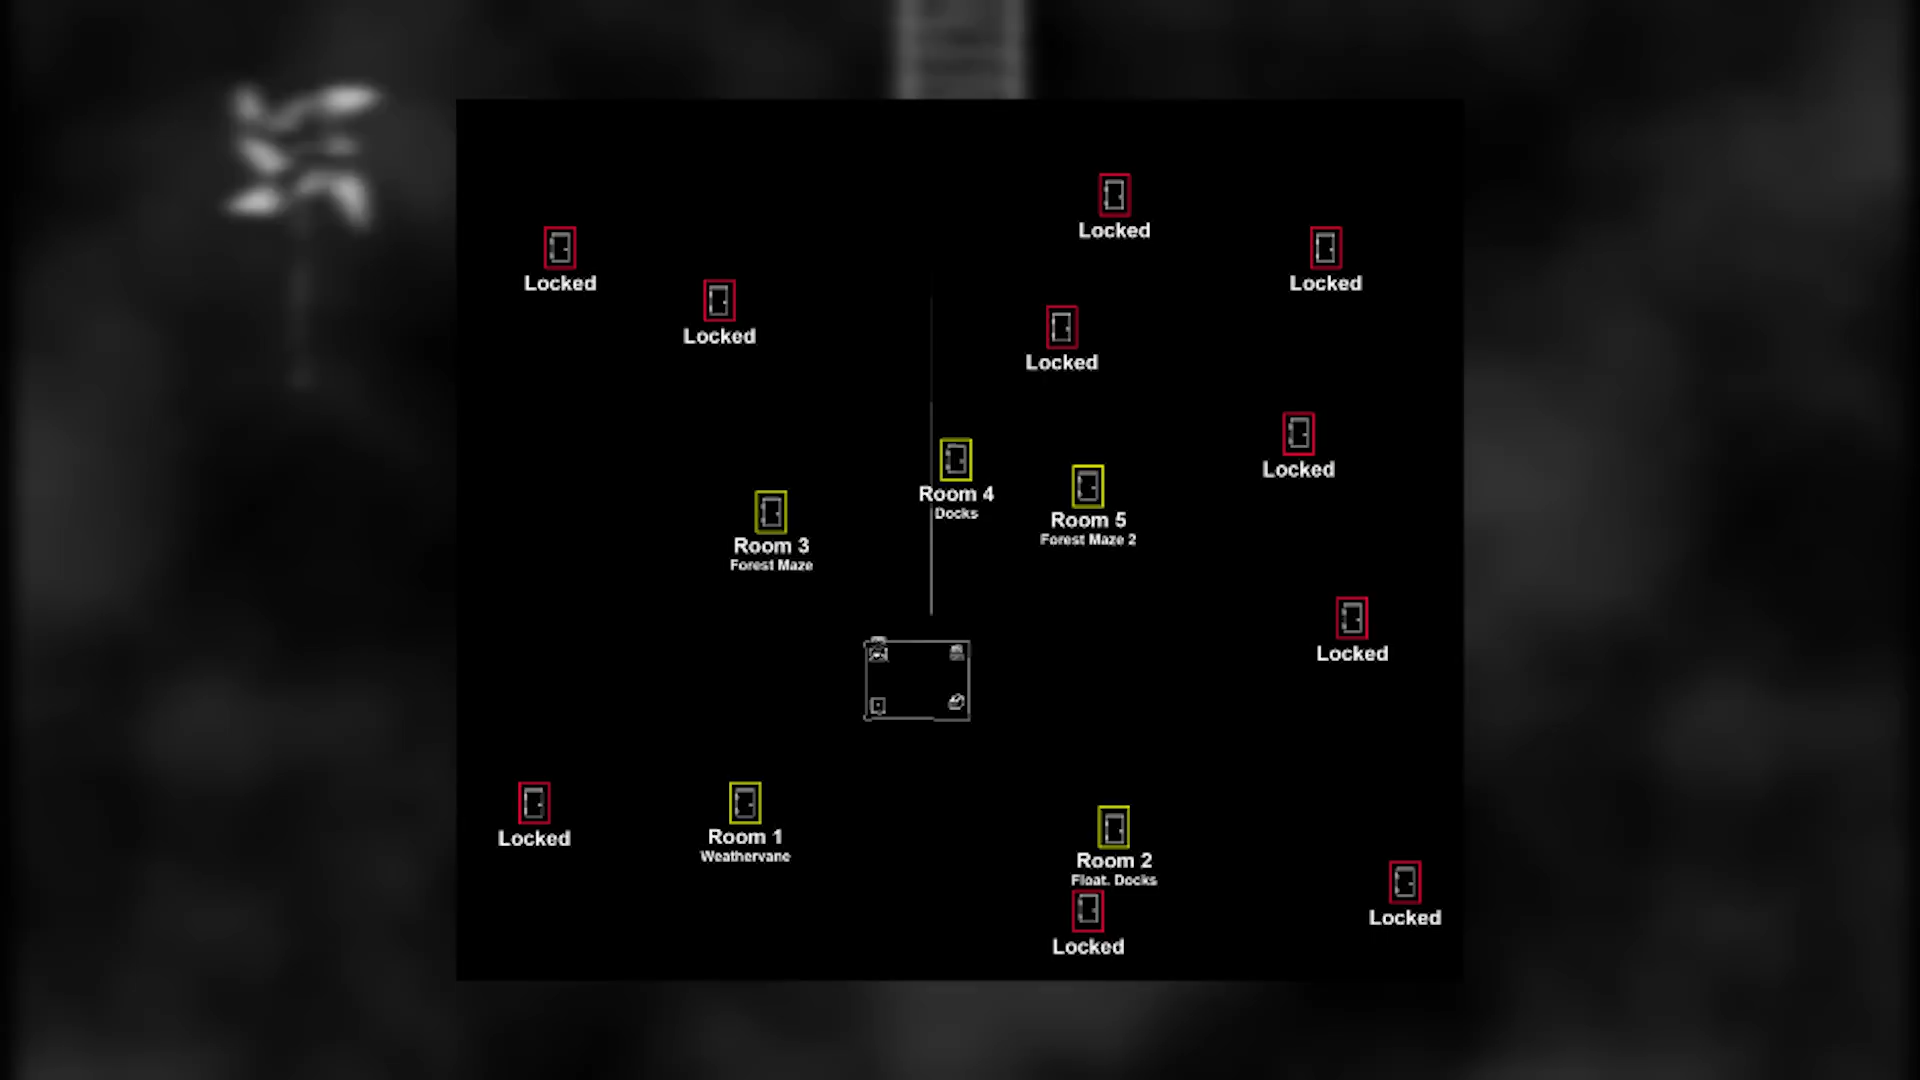 Locked
Locked
Locked
Locked
Locked
Locked
Room 4
Docks
Room 5
Forest Maze 2
Room 3
Forest Maze
Locked
Locked
Room 1
Weathervane
Room 2
Float. Docks
Locked
Locked